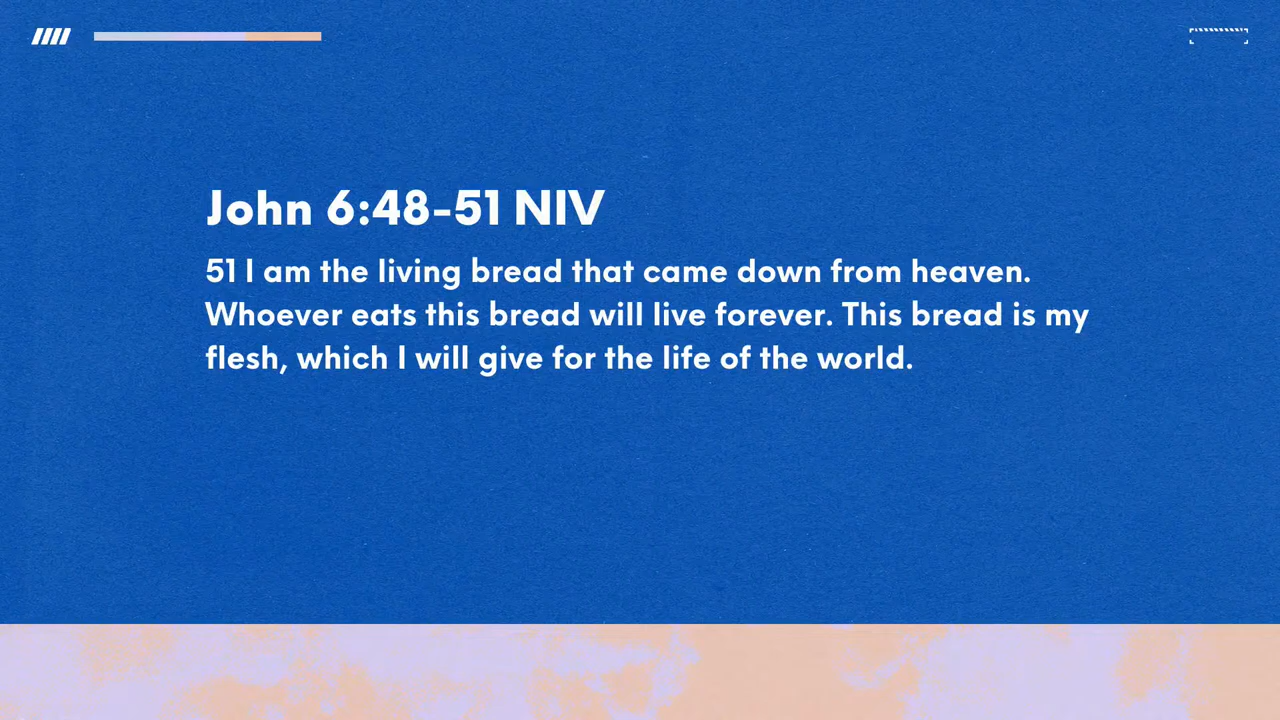 John 6:48-51 NIV
51 I am the living bread that came down from heaven.
Whoever eats this bread will live forever. This bread is my
flesh, which I will give for the life of the world.